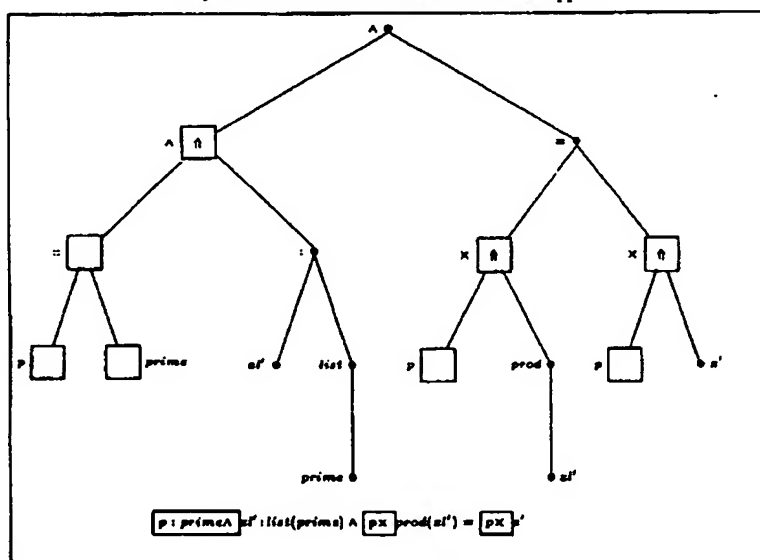 ∧
∧ ⇑ =
: : × ⇑ × ⇑
p prime xl' list p prod p x'
prime xl'
p : prime∧ xl' : list(prime) ∧ p× prod(xl') = p× x'